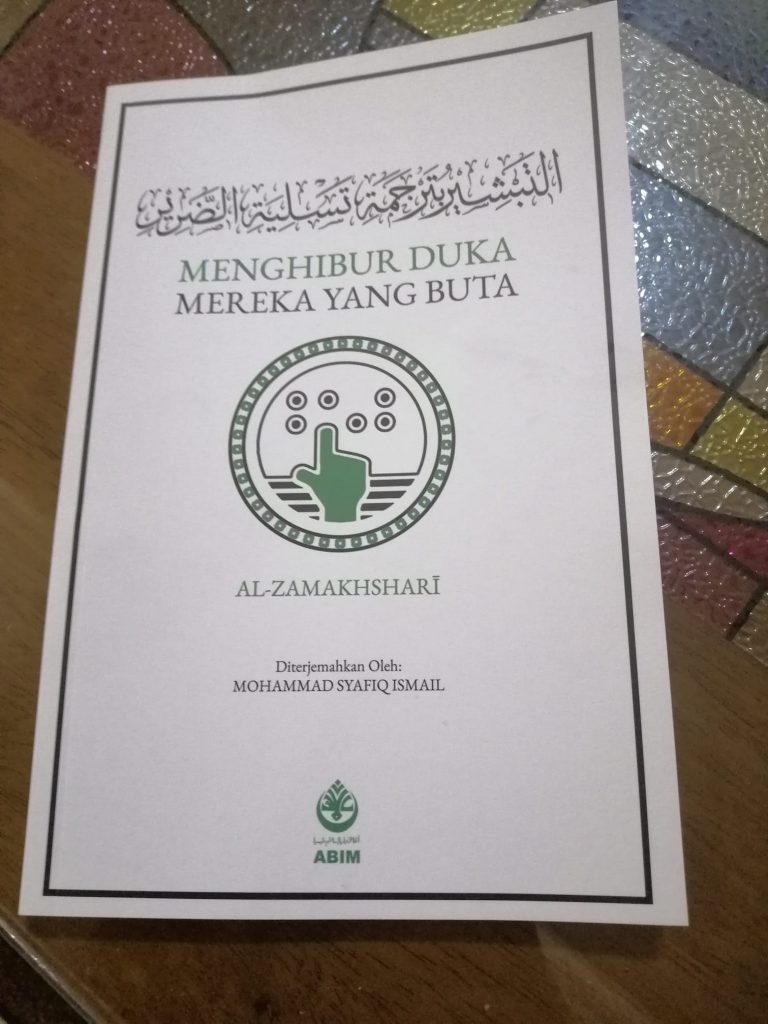 التبشير بترجمة تسلية الضرير
MENGHIBUR DUKA
MEREKA YANG BUTA
AL-ZAMAKHSHARĪ
Diterjemahkan Oleh:
MOHAMMAD SYAFIQ ISMAIL
ABIM